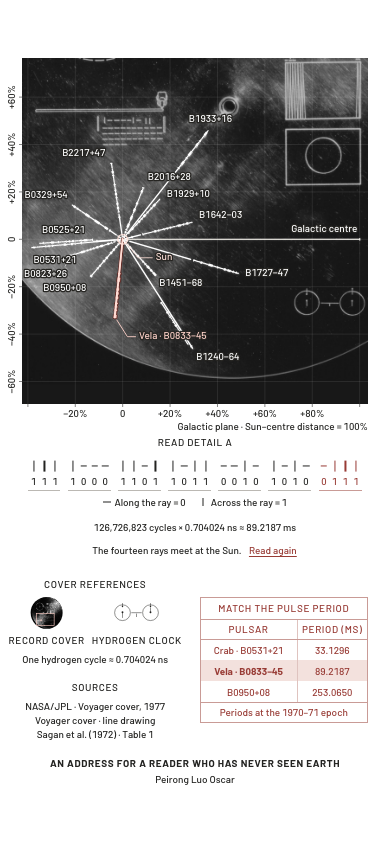 +60%
+40%
+20%
0
−20%
−40%
−60%
B1933+16
B2217+47
B2016+28
B0329+54
B1929+10
B1642−03
B0525+21
Galactic centre
B0531+21
Sun
B0823+26
B1727−47
B0950+08
B1451−68
Vela · B0833−45
B1240−64
−20% 0 +20% +40% +60% +80%
Galactic plane · Sun–centre distance = 100%
READ DETAIL A
1 1 1 1 0 0 0 1 1 0 1 1 0 1 1 0 0 1 0 1 0 1 0 0 1 1 1
— Along the ray = 0 | Across the ray = 1
126,726,823 cycles × 0.704024 ns ≈ 89.2187 ms
The fourteen rays meet at the Sun. Read again
COVER REFERENCES
RECORD COVER HYDROGEN CLOCK
One hydrogen cycle ≈ 0.704024 ns
SOURCES
NASA/JPL · Voyager cover, 1977
Voyager cover · line drawing
Sagan et al. (1972) · Table 1
MATCH THE PULSE PERIOD
PULSAR PERIOD (MS)
Crab · B0531+21 33.1296
Vela · B0833−45 89.2187
B0950+08 253.0650
Periods at the 1970–71 epoch
AN ADDRESS FOR A READER WHO HAS NEVER SEEN EARTH
Peirong Luo Oscar